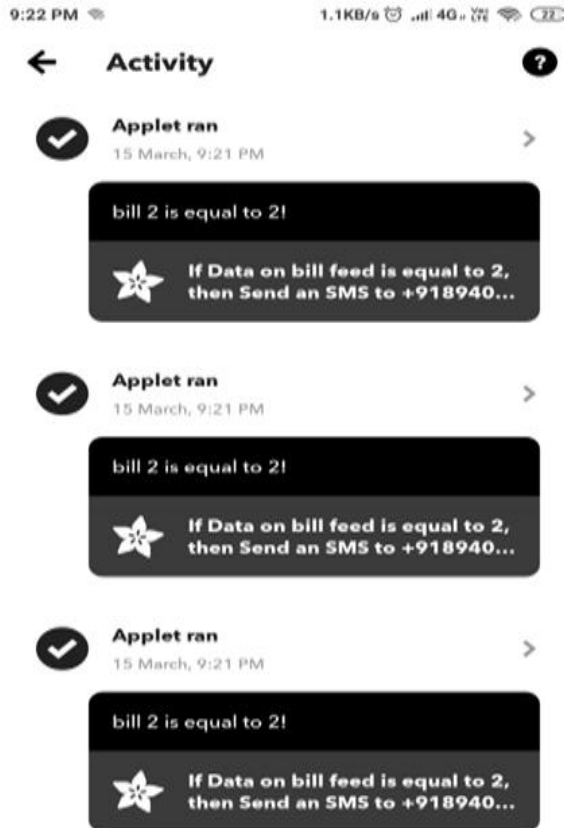 9:22 PM 1.1KB/s 4G VoLTE 22
Activity
?
Applet ran
15 March, 9:21 PM
bill 2 is equal to 2!
If Data on bill feed is equal to 2,
then Send an SMS to +918940...
Applet ran
15 March, 9:21 PM
bill 2 is equal to 2!
If Data on bill feed is equal to 2,
then Send an SMS to +918940...
Applet ran
15 March, 9:21 PM
bill 2 is equal to 2!
If Data on bill feed is equal to 2,
then Send an SMS to +918940...